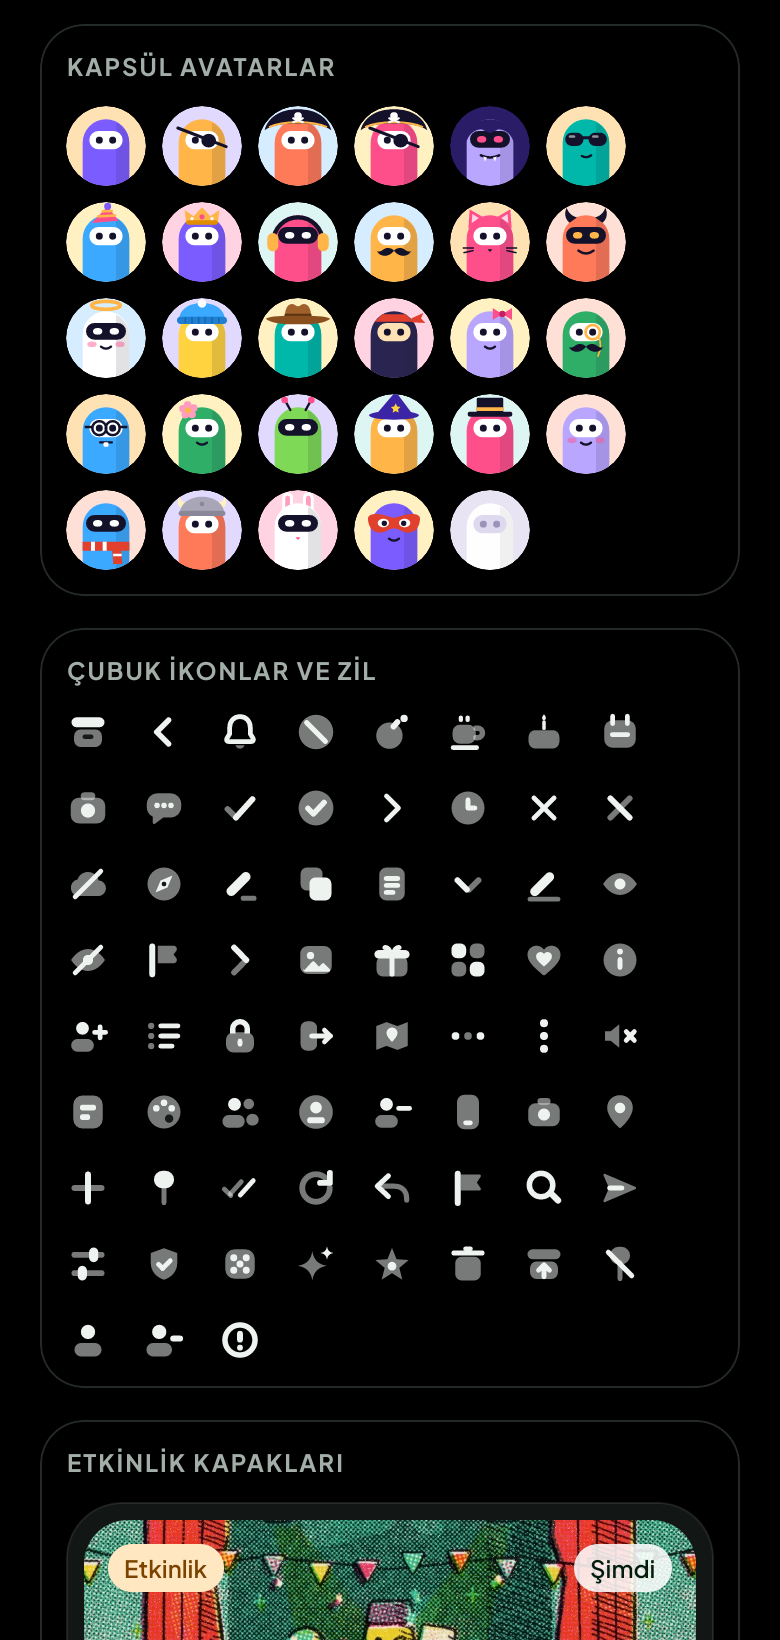 KAPSÜL AVATARLAR
ÇUBUK İKONLAR VE ZİL
ETKİNLİK KAPAKLARI
Etkinlik
Şimdi